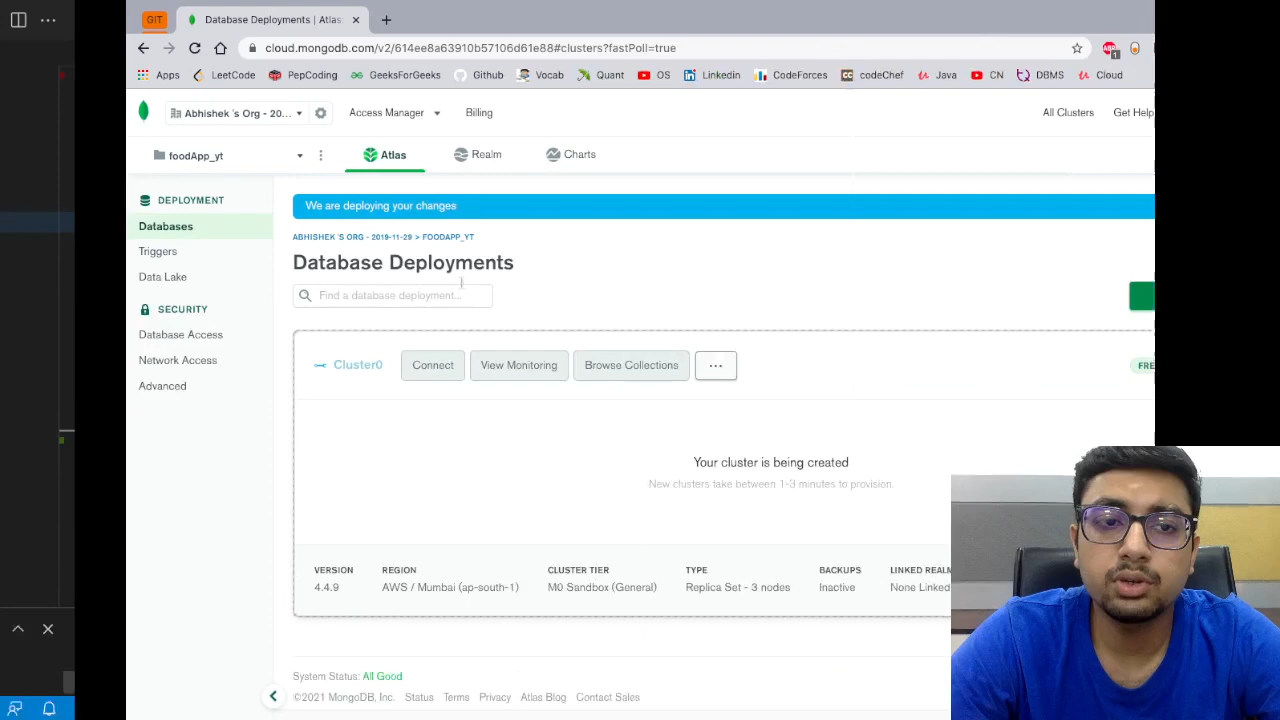 GIT
Database Deployments | Atlas:
cloud.mongodb.com/v2/614ee8a63910b57106d61e88#clusters?fastPoll=true
1
Apps
LeetCode
PepCoding
GeeksForGeeks
Github
Vocab
Quant
OS
Linkedin
CodeForces
codeChef
Java
CN
DBMS
Cloud
Abhishek 's Org - 20...
Access Manager
Billing
All Clusters
Get Help
foodApp_yt
Atlas
Realm
Charts
DEPLOYMENT
Databases
Triggers
Data Lake
SECURITY
Database Access
Network Access
Advanced
We are deploying your changes
ABHISHEK 'S ORG - 2019-11-29 > FOODAPP_YT
Database Deployments
Find a database deployment...
Cluster0
Connect
View Monitoring
Browse Collections
...
FRE
Your cluster is being created
New clusters take between 1-3 minutes to provision.
VERSION
4.4.9
REGION
AWS / Mumbai (ap-south-1)
CLUSTER TIER
M0 Sandbox (General)
TYPE
Replica Set - 3 nodes
BACKUPS
Inactive
LINKED REALM
None Linked
System Status: All Good
©2021 MongoDB, Inc.
Status
Terms
Privacy
Atlas Blog
Contact Sales